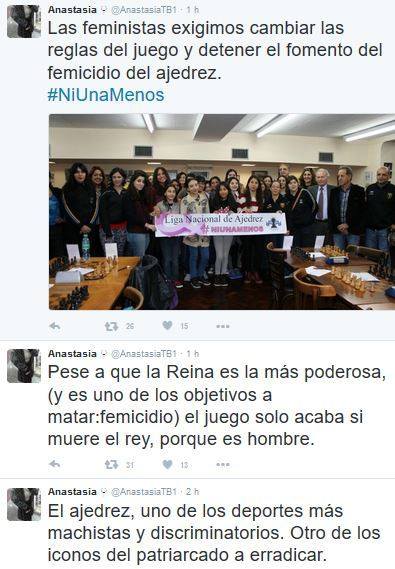 Anastasia @AnastasiaTB1 · 1 h
Las feministas exigimos cambiar las
reglas del juego y detener el fomento del
femicidio del ajedrez.
#NiUnaMenos
Liga Nacional de Ajedrez
#NIUNAMENOS
26 15
Anastasia @AnastasiaTB1 · 1 h
Pese a que la Reina es la más poderosa,
(y es uno de los objetivos a
matar:femicidio) el juego solo acaba si
muere el rey, porque es hombre.
31 13
Anastasia @AnastasiaTB1 · 2 h
El ajedrez, uno de los deportes más
machistas y discriminatorios. Otro de los
iconos del patriarcado a erradicar.